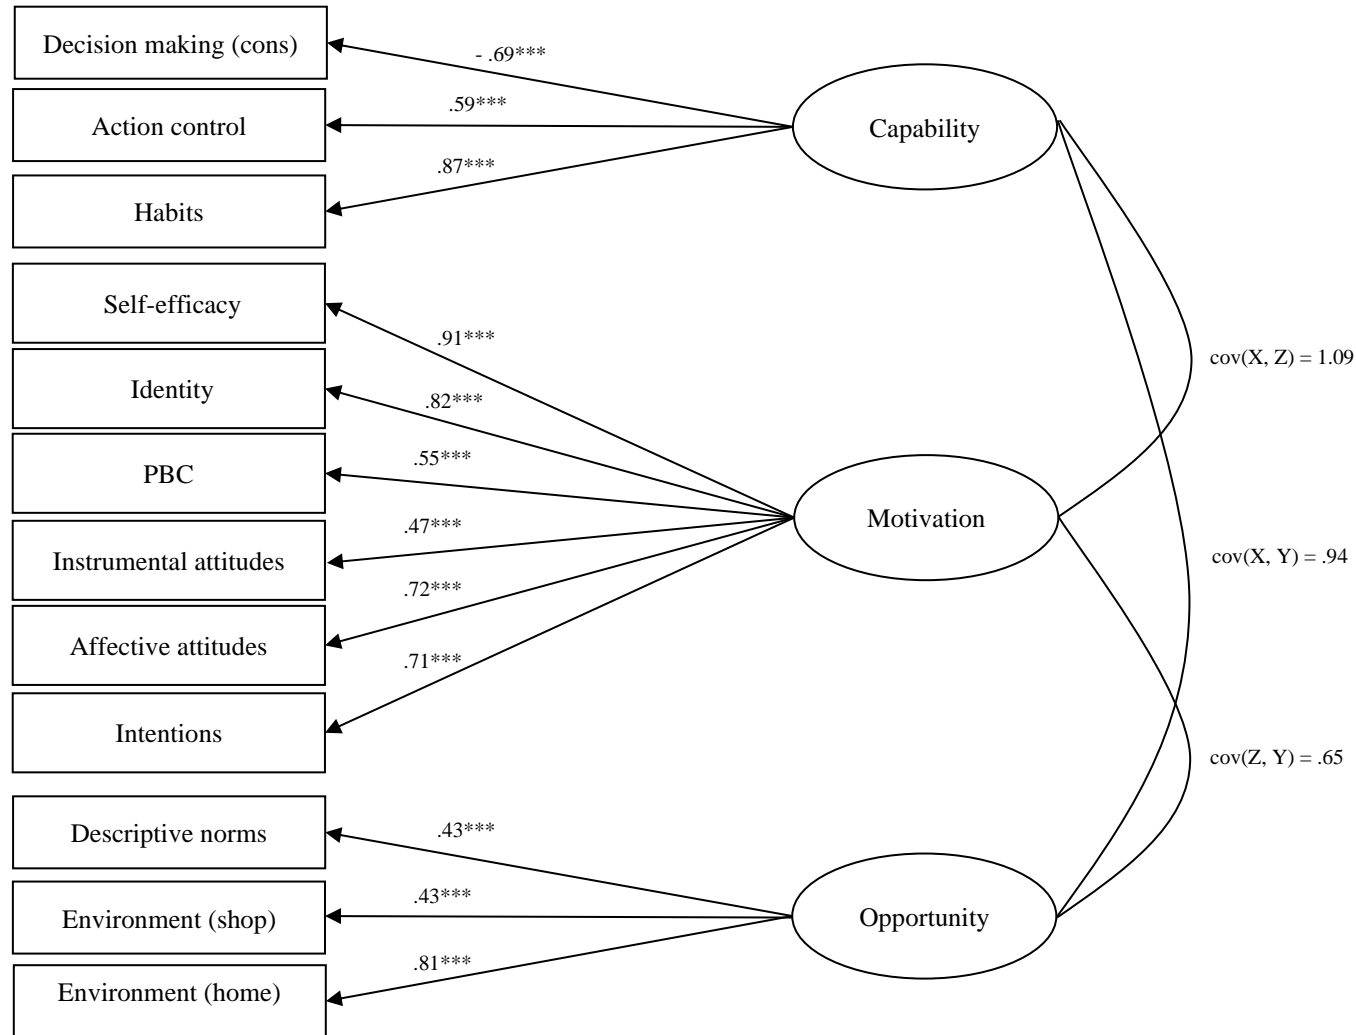 Decision making (cons)
- .69***
Action control
.59***
Capability
.87***
Habits
Self-efficacy
.91***
cov(X, Z) = 1.09
Identity
.82***
PBC
.55***
Motivation
.47***
Instrumental attitudes
cov(X, Y) = .94
.72***
Affective attitudes
.71***
Intentions
cov(Z, Y) = .65
Descriptive norms
.43***
.43***
Environment (shop)
Opportunity
.81***
Environment (home)